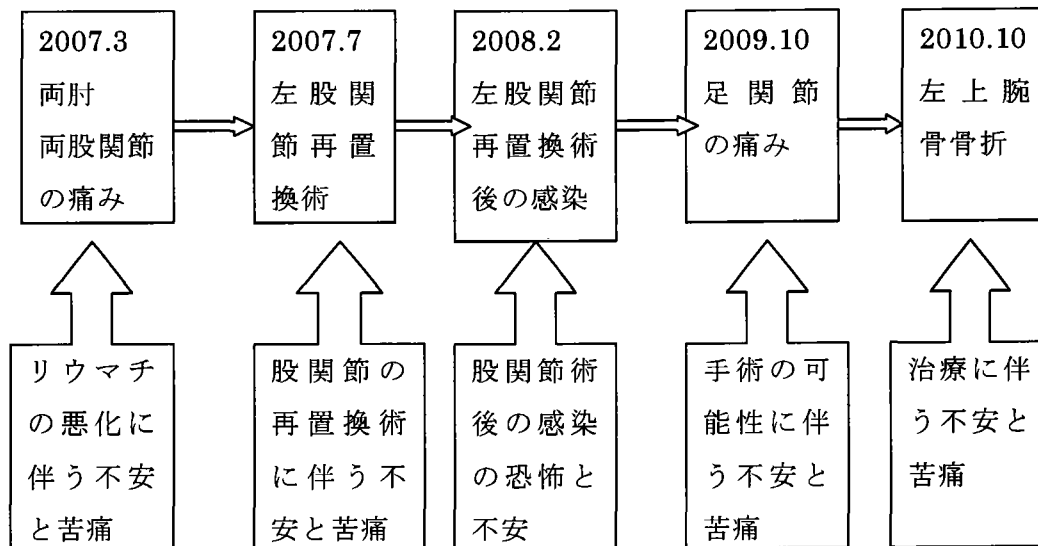 2007.3
両肘
両股関節
の痛み
2007.7
左股関
節再置
換術
2008.2
左股関節
再置換術
後の感染
2009.10
足関節
の痛み
2010.10
左上腕
骨骨折
リウマチ
の悪化に
伴う不安
と苦痛
股関節の
再置換術
に伴う不
安と苦痛
股関節術
後の感染
の恐怖と
不安
手術の可
能性に伴
う不安と
苦痛
治療に伴
う不安と
苦痛